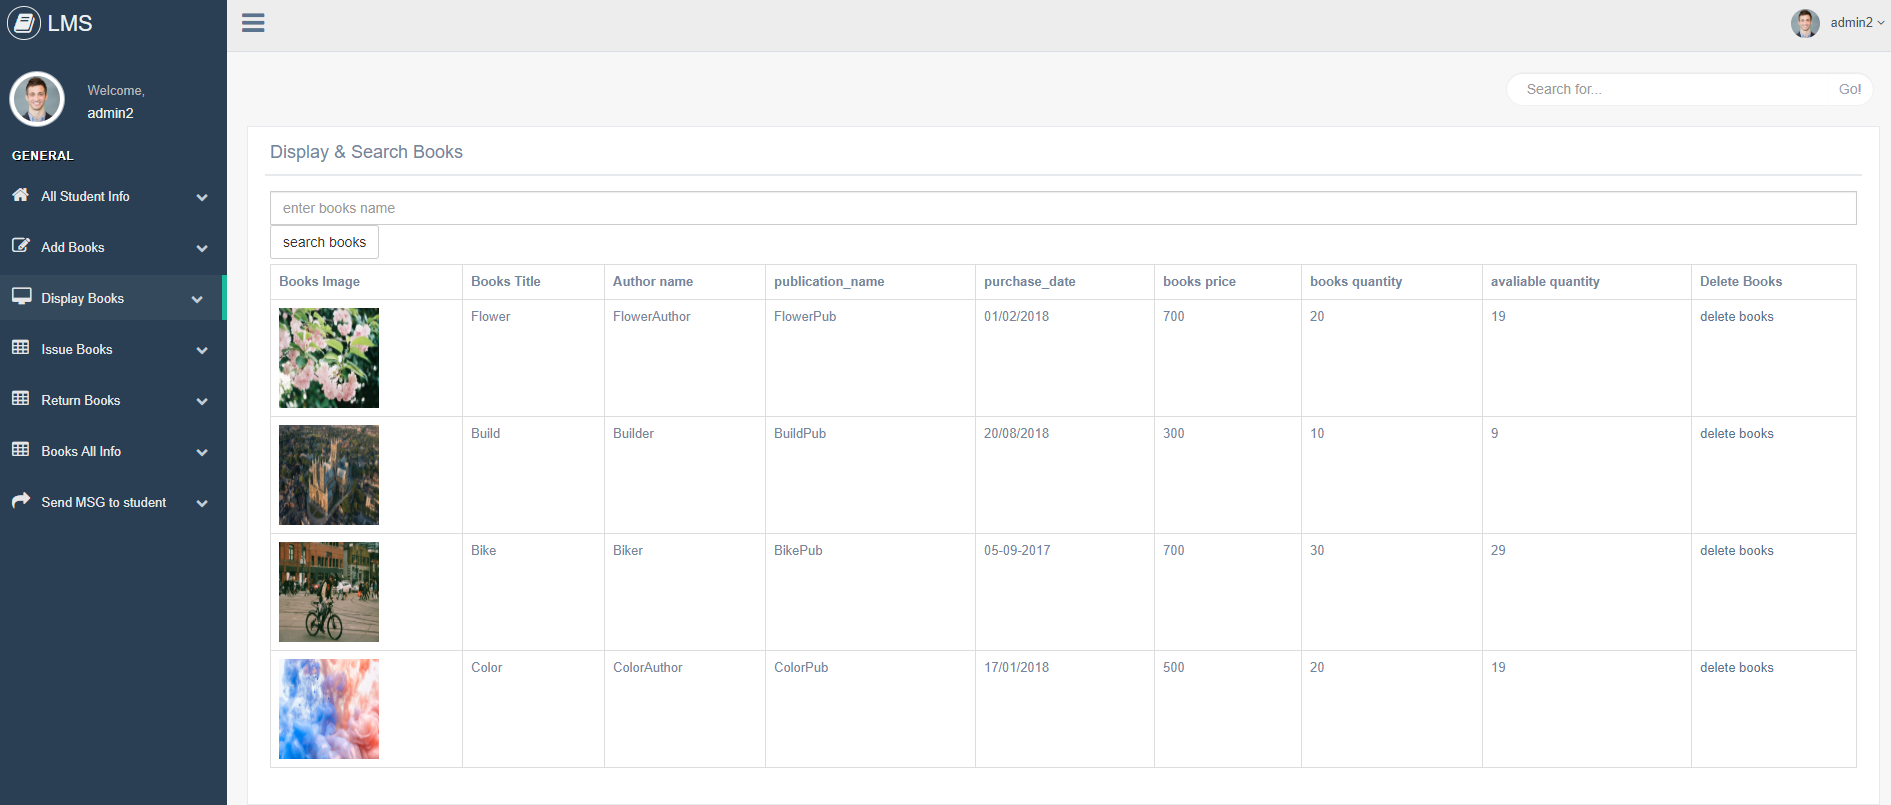 LMS
admin2
Welcome,
admin2
Search for...
Go!
GENERAL
All Student Info
Add Books
Display Books
Issue Books
Return Books
Books All Info
Send MSG to student
Display & Search Books
enter books name
search books
Books Image Books Title Author name publication_name purchase_date books price books quantity avaliable quantity Delete Books
Flower FlowerAuthor FlowerPub 01/02/2018 700 20 19 delete books
Build Builder BuildPub 20/08/2018 300 10 9 delete books
Bike Biker BikePub 05-09-2017 700 30 29 delete books
Color ColorAuthor ColorPub 17/01/2018 500 20 19 delete books